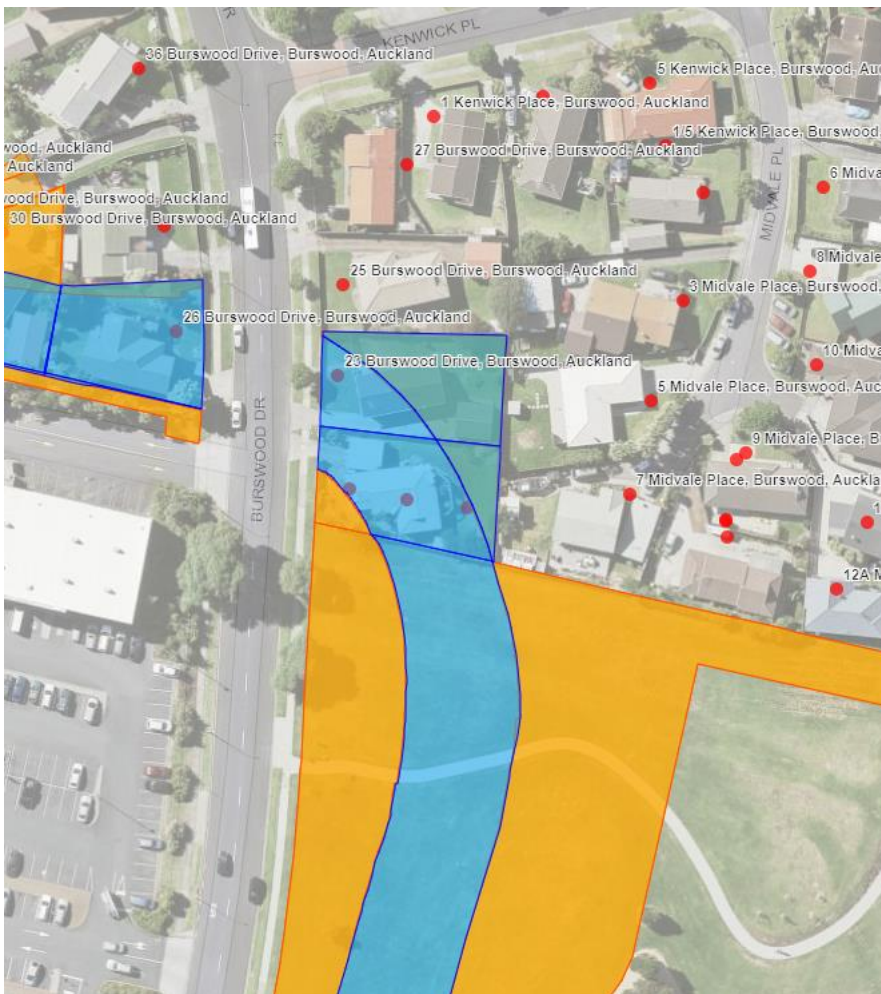 KENWICK PL
36 Burswood Drive, Burswood, Auckland
5 Kenwick Place, Burswood, Au
1 Kenwick Place, Burswood, Auckland
1/5 Kenwick Place, Burswood,
wood, Auckland
27 Burswood Drive, Burswood, Auckland
Auckland
6 Midva
wood Drive, Burswood, Auckland
30 Burswood Drive, Burswood, Auckland
MIDVALE PL
8 Midvale
25 Burswood Drive, Burswood, Auckland
3 Midvale Place, Burswood,
26 Burswood Drive, Burswood, Auckland
23 Burswood Drive, Burswood, Auckland
10 Midva
5 Midvale Place, Burswood, Auc
BURSWOOD DR
9 Midvale Place, B
7 Midvale Place, Burswood, Auckla
12A M